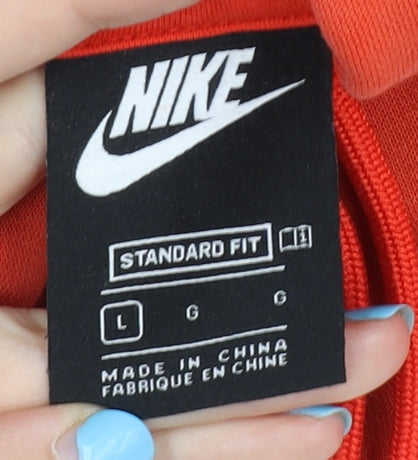 NIKE
STANDARD FIT
L G G
MADE IN CHINA
FABRIQUE EN CHINE